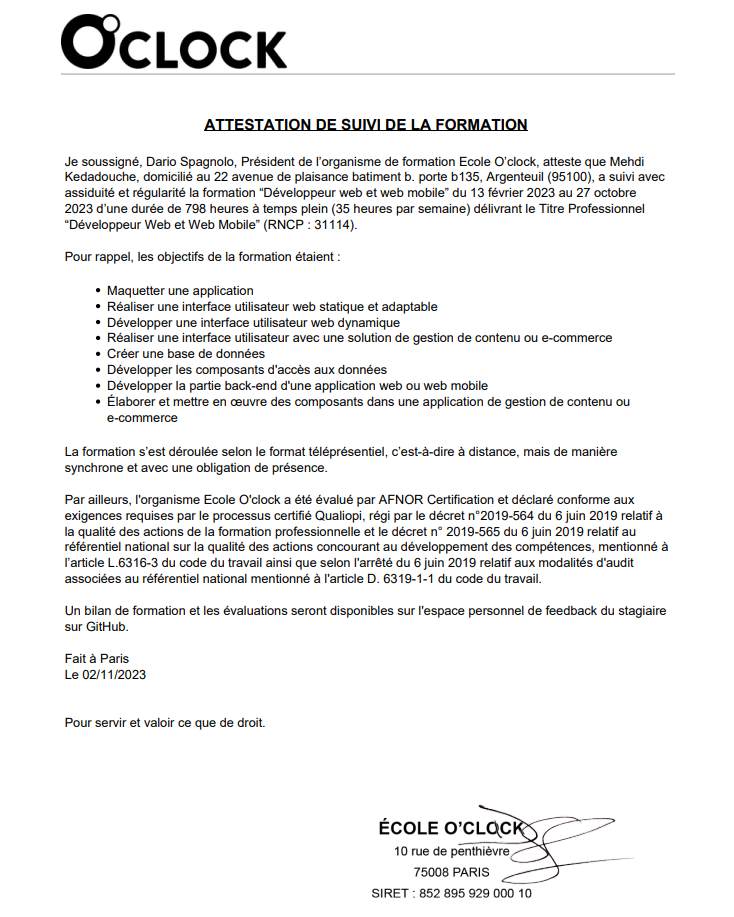 O'CLOCK
ATTESTATION DE SUIVI DE LA FORMATION
Je soussigné, Dario Spagnolo, Président de l'organisme de formation Ecole O'clock, atteste que Mehdi
Kedadouche, domicilié au 22 avenue de plaisance batiment b. porte b135, Argenteuil (95100), a suivi avec
assiduité et régularité la formation “Développeur web et web mobile” du 13 février 2023 au 27 octobre
2023 d'une durée de 798 heures à temps plein (35 heures par semaine) délivrant le Titre Professionnel
“Développeur Web et Web Mobile” (RNCP : 31114).
Pour rappel, les objectifs de la formation étaient :
• Maquetter une application
• Réaliser une interface utilisateur web statique et adaptable
• Développer une interface utilisateur web dynamique
• Réaliser une interface utilisateur avec une solution de gestion de contenu ou e-commerce
• Créer une base de données
• Développer les composants d'accès aux données
• Développer la partie back-end d'une application web ou web mobile
• Élaborer et mettre en œuvre des composants dans une application de gestion de contenu ou
e-commerce
La formation s'est déroulée selon le format téléprésentiel, c'est-à-dire à distance, mais de manière
synchrone et avec une obligation de présence.
Par ailleurs, l'organisme Ecole O'clock a été évalué par AFNOR Certification et déclaré conforme aux
exigences requises par le processus certifié Qualiopi, régi par le décret n°2019-564 du 6 juin 2019 relatif à
la qualité des actions de la formation professionnelle et le décret n° 2019-565 du 6 juin 2019 relatif au
référentiel national sur la qualité des actions concourant au développement des compétences, mentionné à
l'article L.6316-3 du code du travail ainsi que selon l'arrêté du 6 juin 2019 relatif aux modalités d'audit
associées au référentiel national mentionné à l'article D. 6319-1-1 du code du travail.
Un bilan de formation et les évaluations seront disponibles sur l'espace personnel de feedback du stagiaire
sur GitHub.
Fait à Paris
Le 02/11/2023
Pour servir et valoir ce que de droit.
ÉCOLE O'CLOCK
10 rue de penthièvre
75008 PARIS
SIRET : 852 895 929 000 10